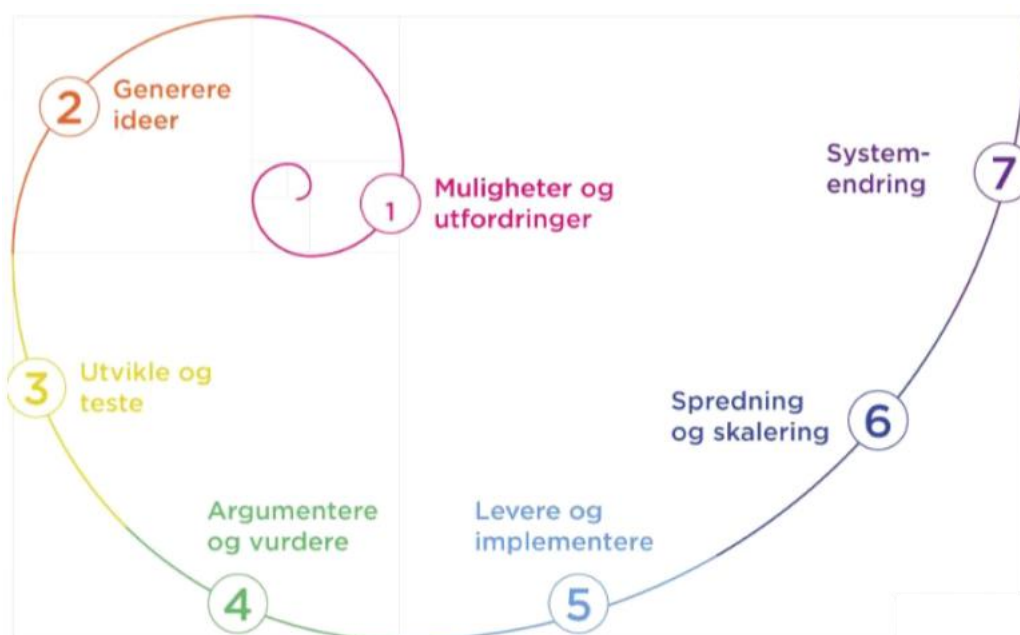 1
Muligheter og
utfordringer
2
Generere
ideer
3
Utvikle og
teste
4
Argumentere
og vurdere
5
Levere og
implementere
6
Spredning
og skalering
7
System-
endring